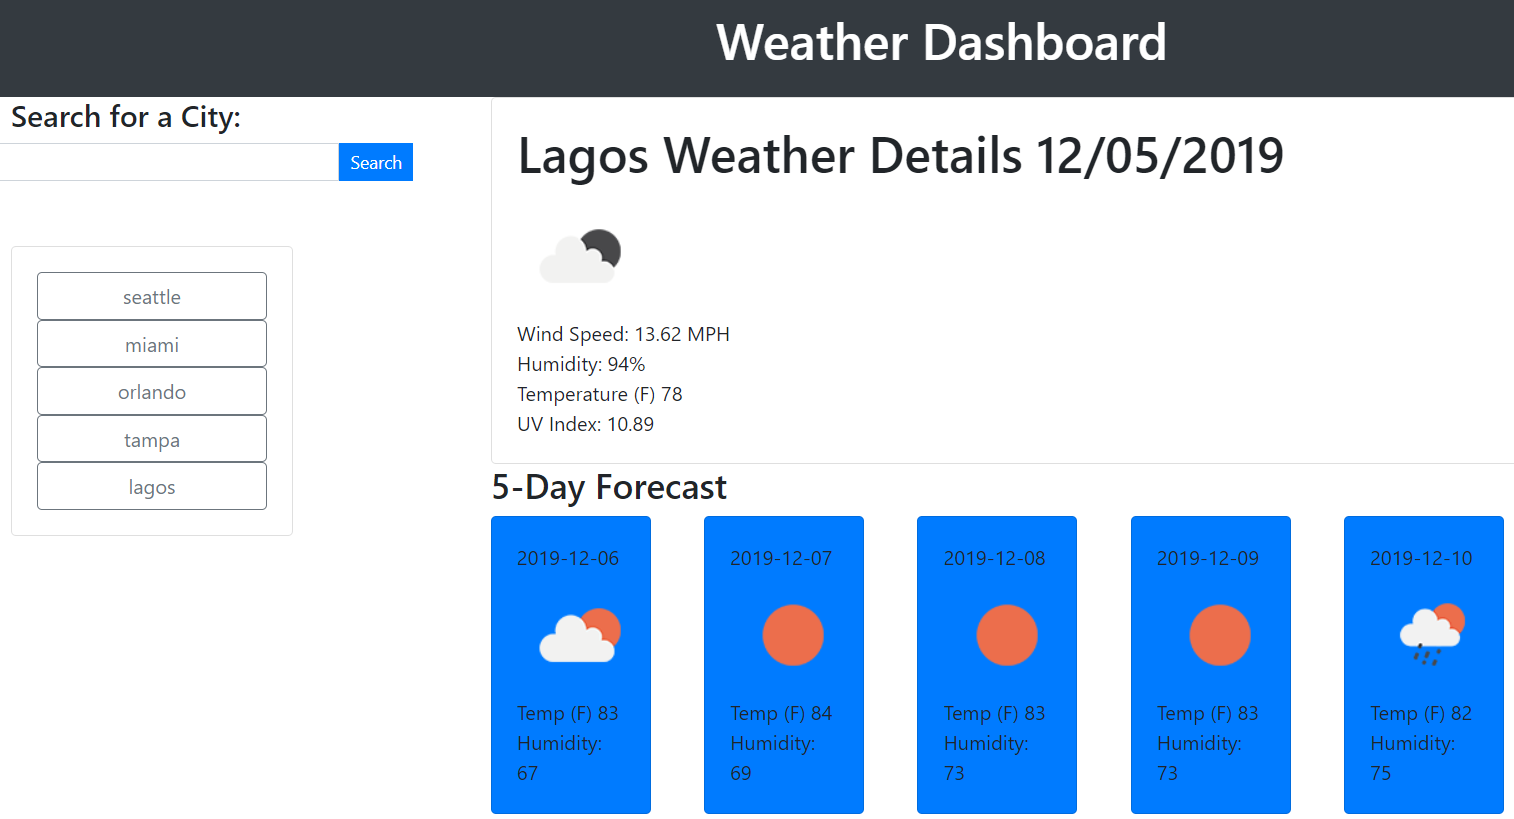 Weather Dashboard
Search for a City:
Search
seattle
miami
orlando
tampa
lagos
Lagos Weather Details 12/05/2019
Wind Speed: 13.62 MPH
Humidity: 94%
Temperature (F) 78
UV Index: 10.89
5-Day Forecast
2019-12-06
Temp (F) 83
Humidity:
67
2019-12-07
Temp (F) 84
Humidity:
69
2019-12-08
Temp (F) 83
Humidity:
73
2019-12-09
Temp (F) 83
Humidity:
73
2019-12-10
Temp (F) 82
Humidity:
75